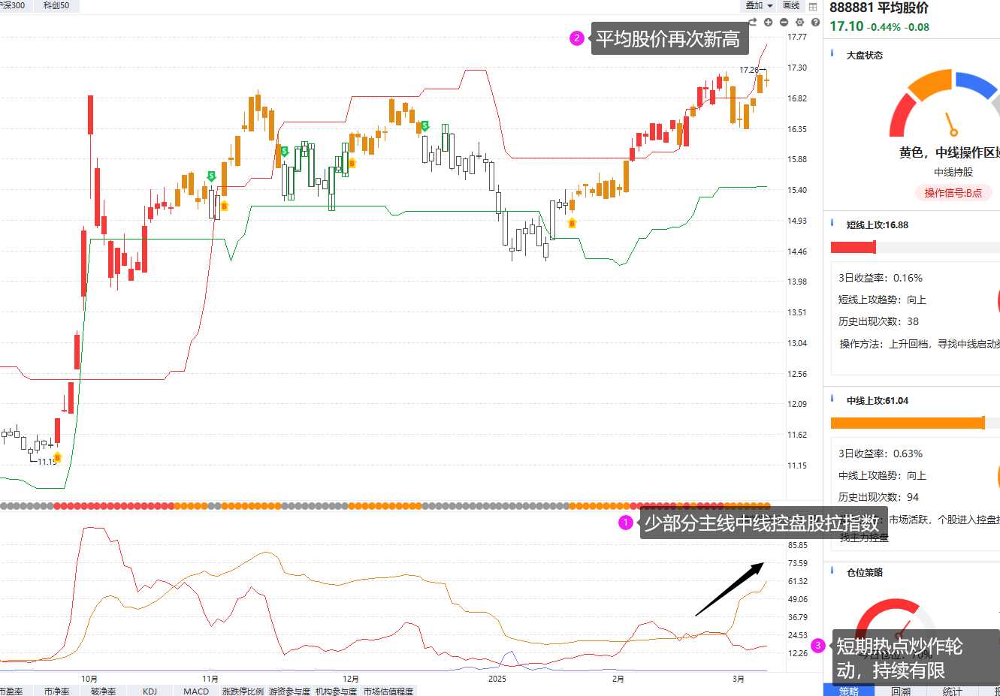 沪深300 科创50 叠加 画线
888881 平均股价
17.10 -0.44% -0.08
2 平均股价再次新高
17.77
17.30
16.82
16.35
15.88
15.40
14.93
14.46
13.98
13.51
13.04
12.56
12.09
11.62
11.15
17.26
S
S
S
B
B
B
B
11.15
大盘状态
黄色，中线操作区域
中线持股
操作信号:B点
短线上攻:16.88
3日收益率：0.16%
短线上攻趋势：向上
历史出现次数：38
操作方法：上升回档，寻找中线启动类
中线上攻:61.04
3日收益率：0.63%
中线上攻趋势：向上
历史出现次数：94
市场活跃，个股进入控盘
找主力控盘
1 少部分主线中线控盘股拉指数
85.85
73.59
61.32
49.06
36.79
24.53
12.26
仓位策略
今日仓位：70%
3 短期热点炒作轮
动，持续有限
10月 11月 12月 2025 2月 3月
市盈率 市净率 破净率 KDJ MACD 涨跌停比例 游资参与度 机构参与度 市场估值程度
策略 回溯 统计